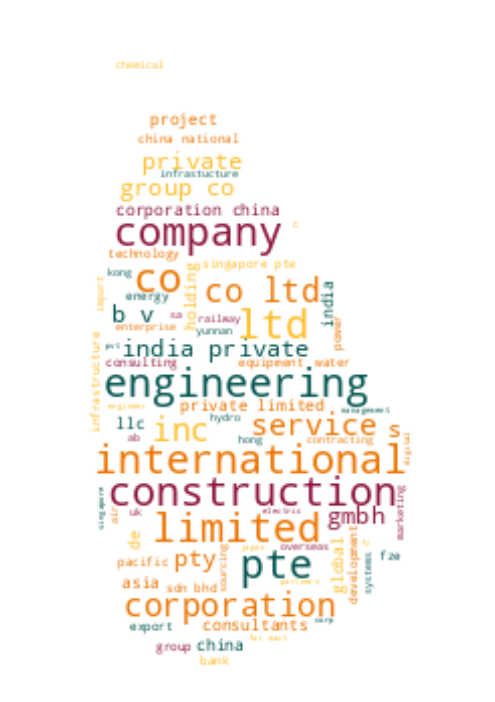 chemical
project
china national
private
infrastucture
group co
corporation china
company
c
technology
singapore pte
kong
co
energy
import
holding
co ltd
india
b v
sa
railway
ltd
enterprise
yunnan
power
infrastructure
pvt
india private
consulting
equipment
water
engineering
engineer
private limited
management
llc
hydro
inc
service
s
ab
hong
contracting
digital
international
construction
singapore
air
uk
electric
limited
gmbh
marketing
de
japan
overseas
c
pacific
pty
sourcing
pte
global
development
systems
fze
asia
sdn bhd
partners
corporation
corp
export
consultants
far east
group
china
bank